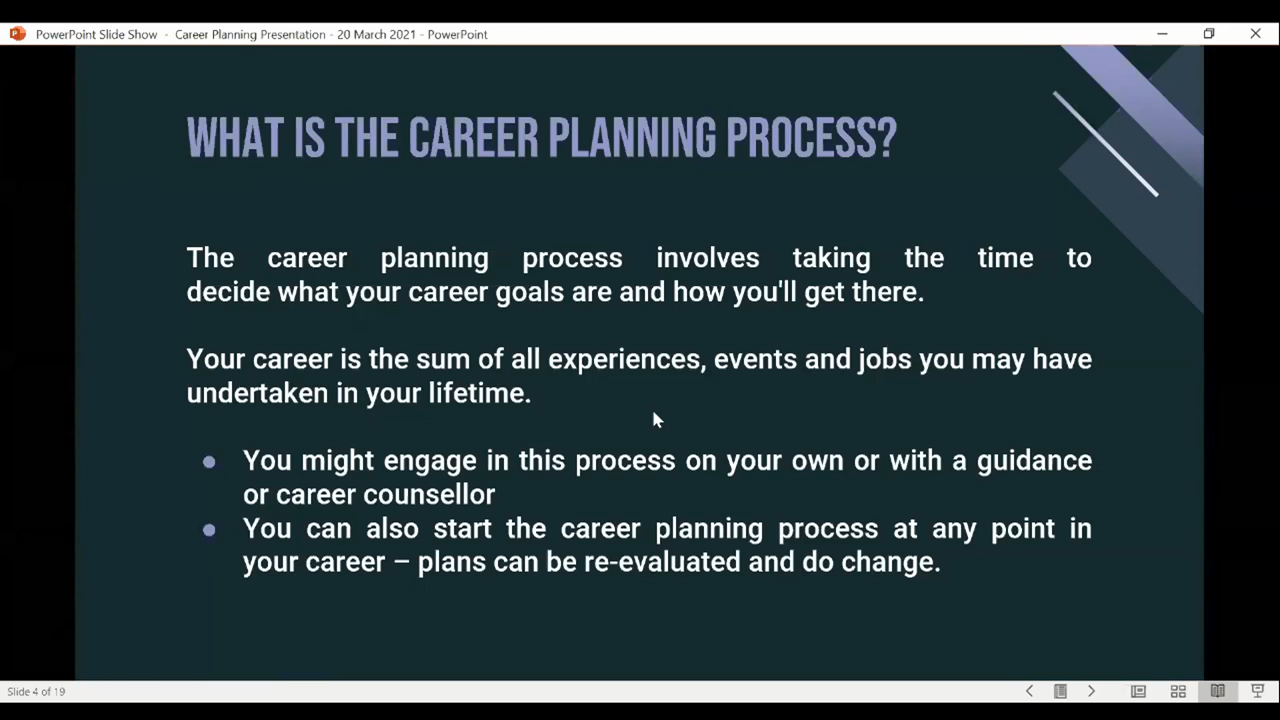 PowerPoint Slide Show - Career Planning Presentation - 20 March 2021 - PowerPoint
WHAT IS THE CAREER PLANNING PROCESS?
The career planning process involves taking the time to
decide what your career goals are and how you'll get there.
Your career is the sum of all experiences, events and jobs you may have
undertaken in your lifetime.
● You might engage in this process on your own or with a guidance
or career counsellor
● You can also start the career planning process at any point in
your career – plans can be re-evaluated and do change.
Slide 4 of 19